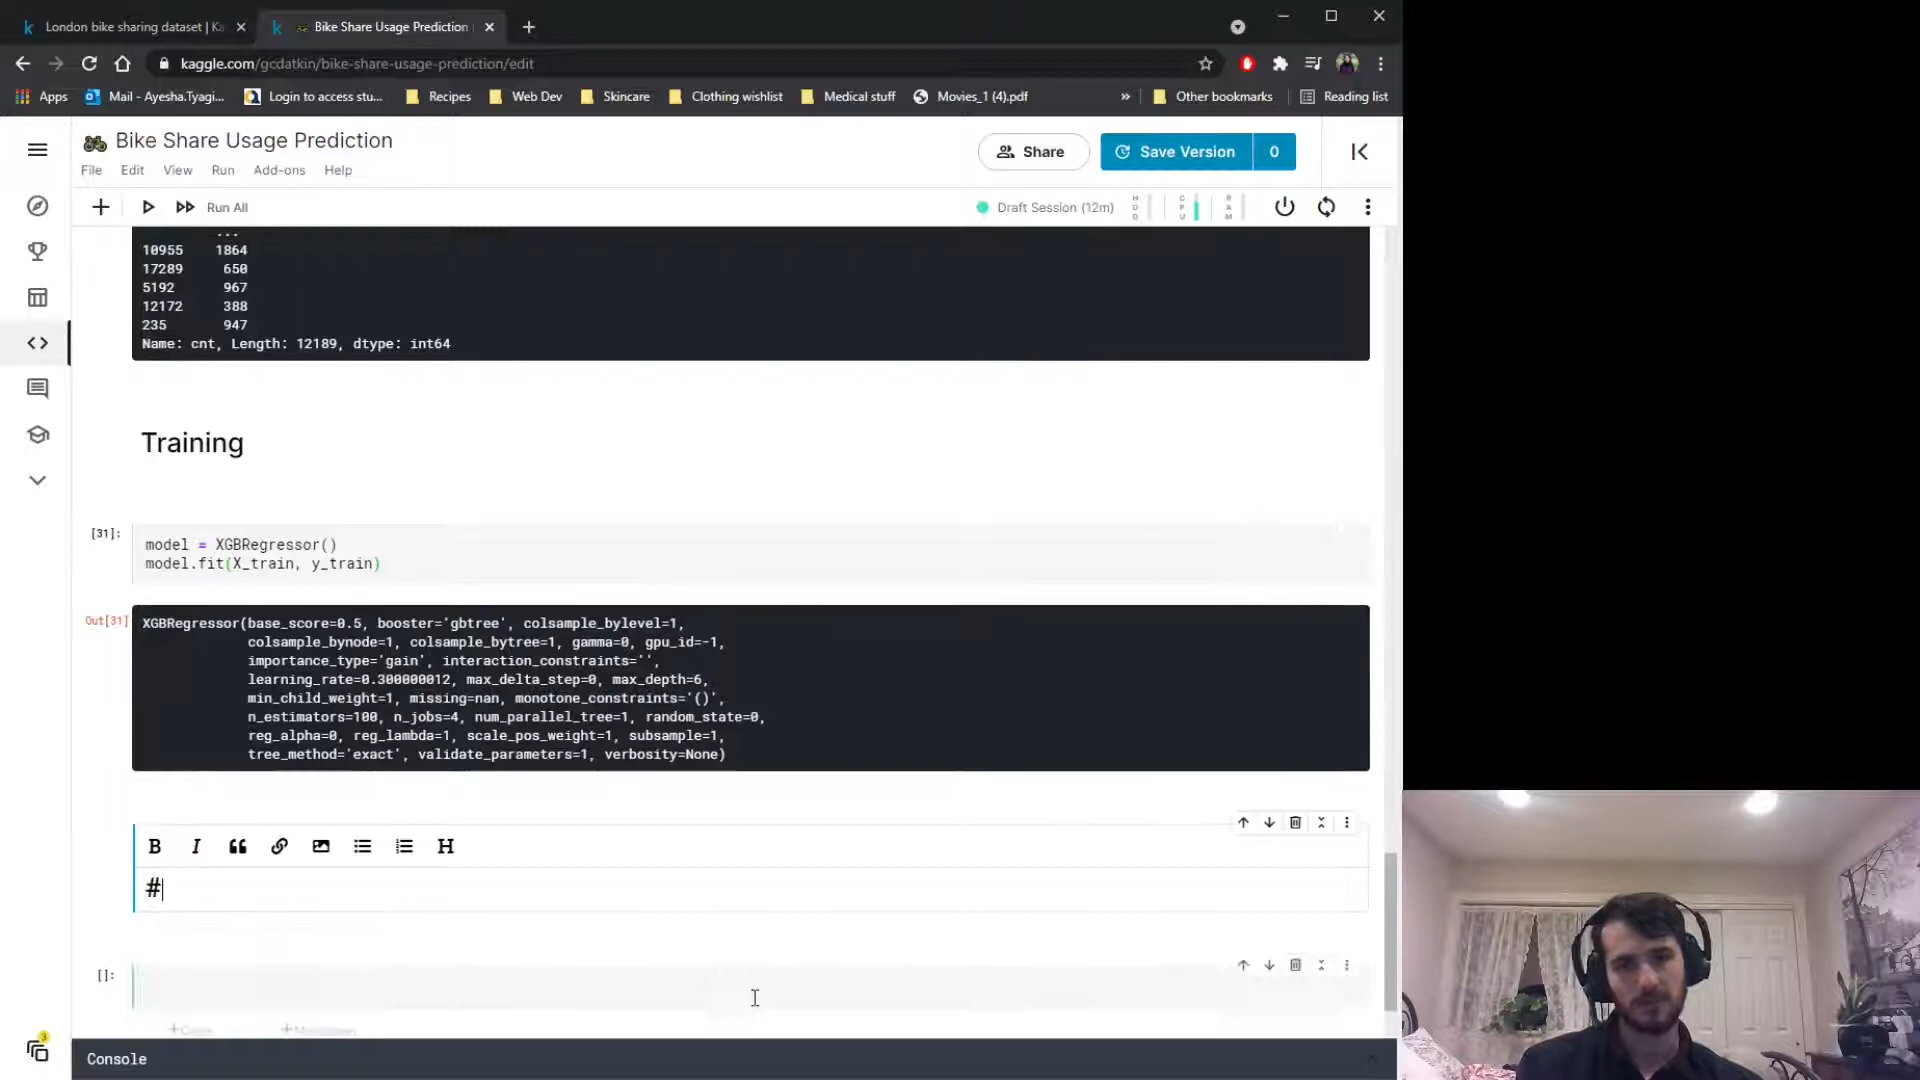 London bike sharing dataset | Ka
Bike Share Usage Prediction
kaggle.com/gcdatkin/bike-share-usage-prediction/edit
Apps
Mail - Ayesha.Tyagi...
Login to access stu...
Recipes
Web Dev
Skincare
Clothing wishlist
Medical stuff
Movies_1 (4).pdf
»
Other bookmarks
Reading list
Bike Share Usage Prediction
Share
Save Version
0
File Edit View Run Add-ons Help
Run All
Draft Session (12m)
HDD
CPU
RAM
...
10955 1864
17289 650
5192 967
12172 388
235 947
Name: cnt, Length: 12189, dtype: int64
Training
[31]:
model = XGBRegressor()
model.fit(X_train, y_train)
Out[31]
XGBRegressor(base_score=0.5, booster='gbtree', colsample_bylevel=1,
colsample_bynode=1, colsample_bytree=1, gamma=0, gpu_id=-1,
importance_type='gain', interaction_constraints='',
learning_rate=0.300000012, max_delta_step=0, max_depth=6,
min_child_weight=1, missing=nan, monotone_constraints='()',
n_estimators=100, n_jobs=4, num_parallel_tree=1, random_state=0,
reg_alpha=0, reg_lambda=1, scale_pos_weight=1, subsample=1,
tree_method='exact', validate_parameters=1, verbosity=None)
B I H
#
[]:
+ Code + Markdown
3
Console